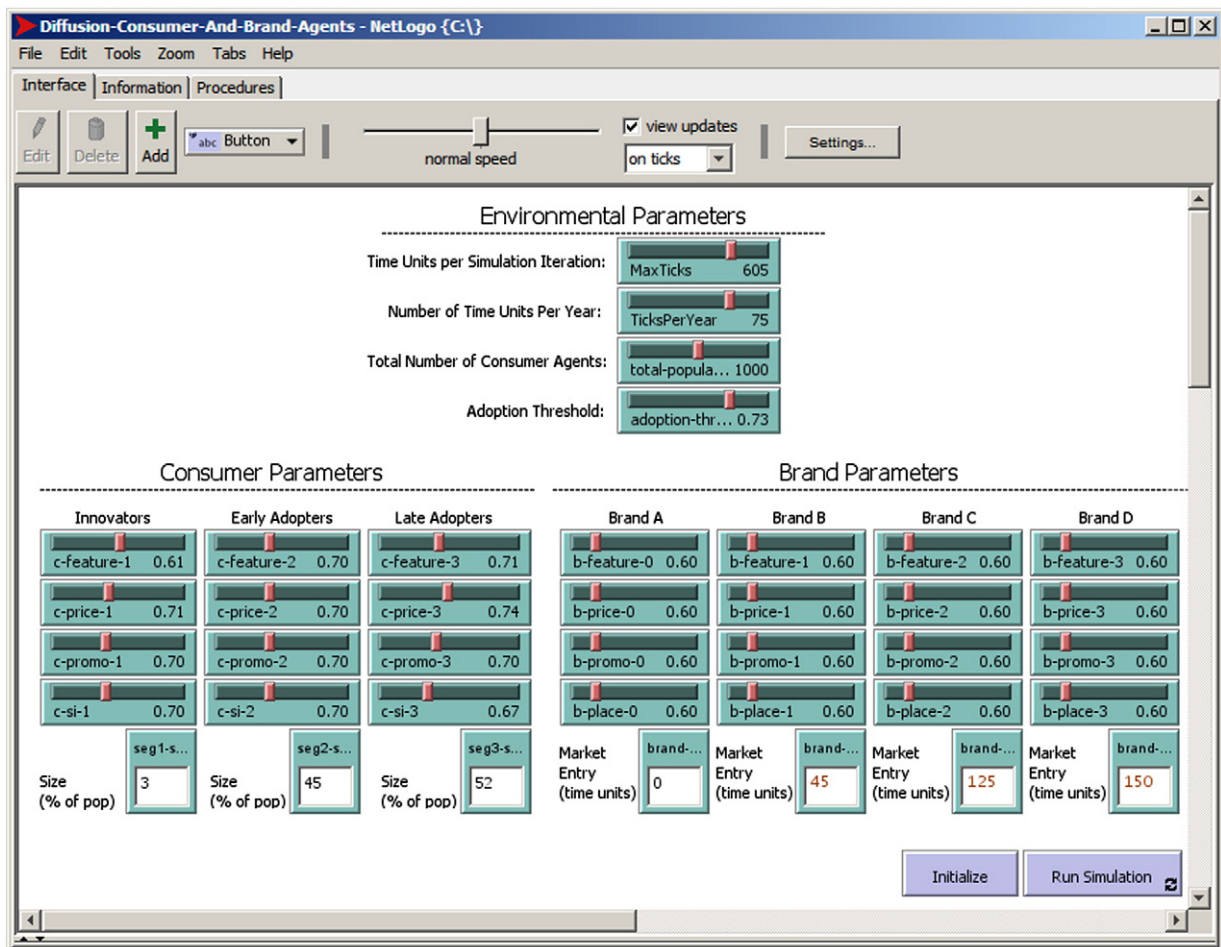 Diffusion-Consumer-And-Brand-Agents - NetLogo {C:\}
File Edit Tools Zoom Tabs Help
Interface Information Procedures
Edit Delete Add abc Button normal speed view updates on ticks Settings...
Environmental Parameters
Time Units per Simulation Iteration: MaxTicks 605
Number of Time Units Per Year: TicksPerYear 75
Total Number of Consumer Agents: total-popula... 1000
Adoption Threshold: adoption-thr... 0.73
Consumer Parameters Brand Parameters
Innovators Early Adopters Late Adopters Brand A Brand B Brand C Brand D
c-feature-1 0.61 c-feature-2 0.70 c-feature-3 0.71 b-feature-0 0.60 b-feature-1 0.60 b-feature-2 0.60 b-feature-3 0.60
c-price-1 0.71 c-price-2 0.70 c-price-3 0.74 b-price-0 0.60 b-price-1 0.60 b-price-2 0.60 b-price-3 0.60
c-promo-1 0.70 c-promo-2 0.70 c-promo-3 0.70 b-promo-0 0.60 b-promo-1 0.60 b-promo-2 0.60 b-promo-3 0.60
c-si-1 0.70 c-si-2 0.70 c-si-3 0.67 b-place-0 0.60 b-place-1 0.60 b-place-2 0.60 b-place-3 0.60
seg1-s... seg2-s... seg3-s... brand-... brand-... brand-... brand-...
Size (% of pop) 3 Size (% of pop) 45 Size (% of pop) 52 Market Entry (time units) 0 Market Entry (time units) 45 Market Entry (time units) 125 Market Entry (time units) 150
Initialize Run Simulation